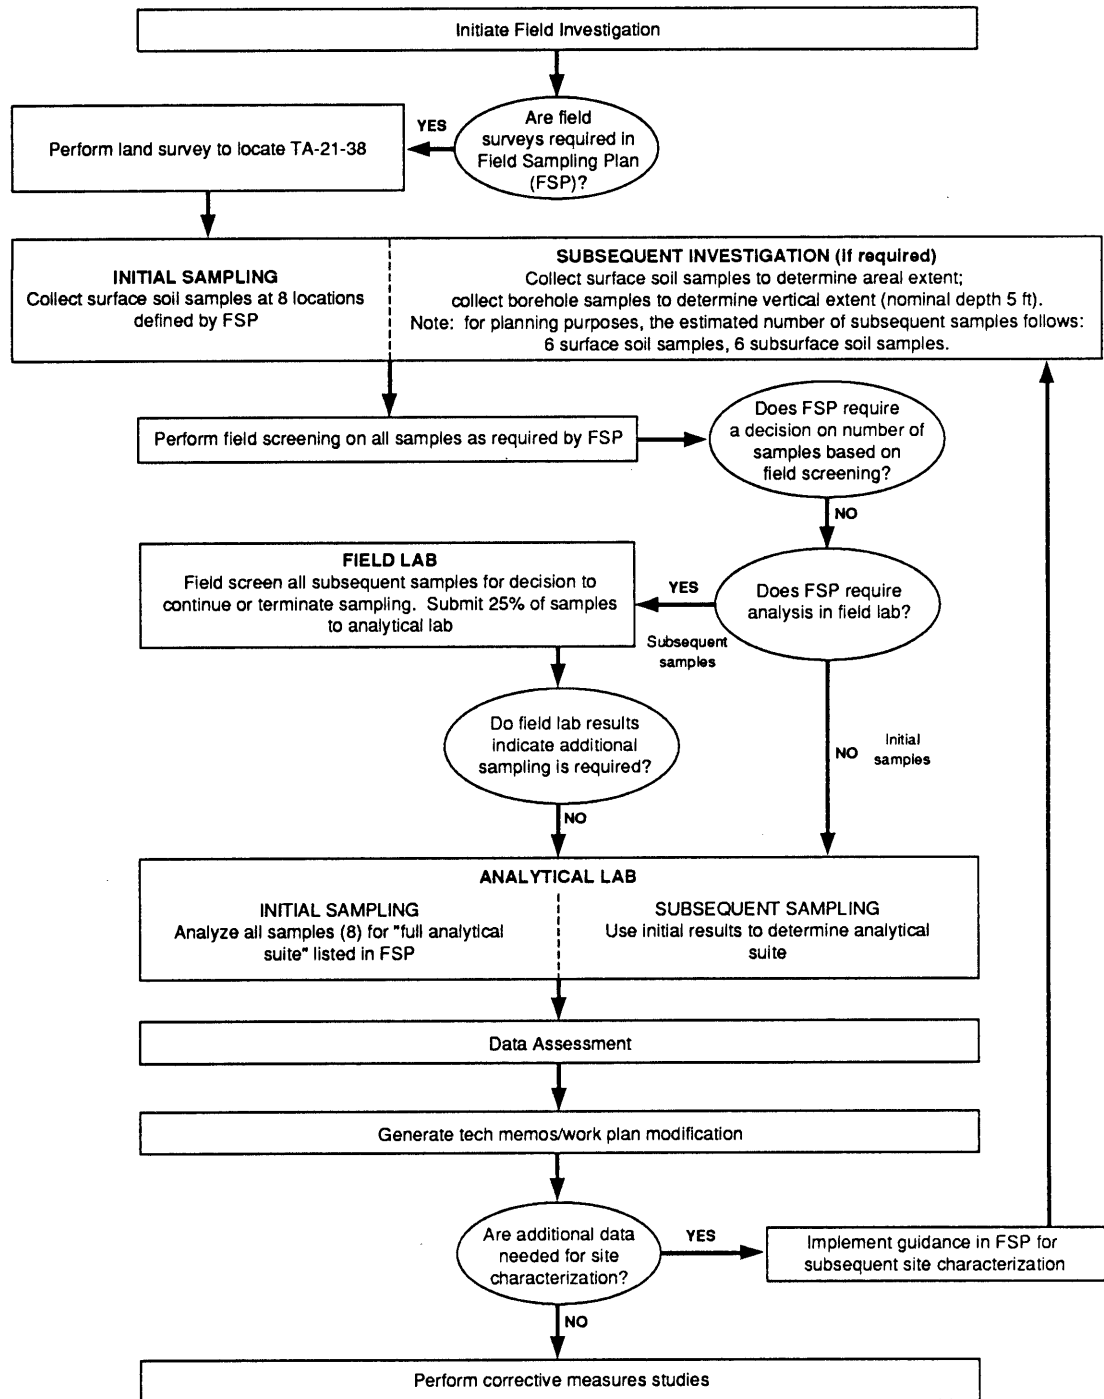 Initiate Field Investigation
Are field
surveys required in
Field Sampling Plan
(FSP)?
YES
Perform land survey to locate TA-21-38
INITIAL SAMPLING
Collect surface soil samples at 8 locations
defined by FSP
SUBSEQUENT INVESTIGATION (if required)
Collect surface soil samples to determine areal extent;
collect borehole samples to determine vertical extent (nominal depth 5 ft).
Note: for planning purposes, the estimated number of subsequent samples follows:
6 surface soil samples, 6 subsurface soil samples.
Perform field screening on all samples as required by FSP
Does FSP require
a decision on number of
samples based on
field screening?
NO
Does FSP require
analysis in field lab?
YES
Subsequent
samples
FIELD LAB
Field screen all subsequent samples for decision to
continue or terminate sampling. Submit 25% of samples
to analytical lab
Do field lab results
indicate additional
sampling is required?
NO
NO
Initial
samples
ANALYTICAL LAB
INITIAL SAMPLING
Analyze all samples (8) for "full analytical
suite" listed in FSP
SUBSEQUENT SAMPLING
Use initial results to determine analytical
suite
Data Assessment
Generate tech memos/work plan modification
Are additional data
needed for site
characterization?
YES
Implement guidance in FSP for
subsequent site characterization
NO
Perform corrective measures studies